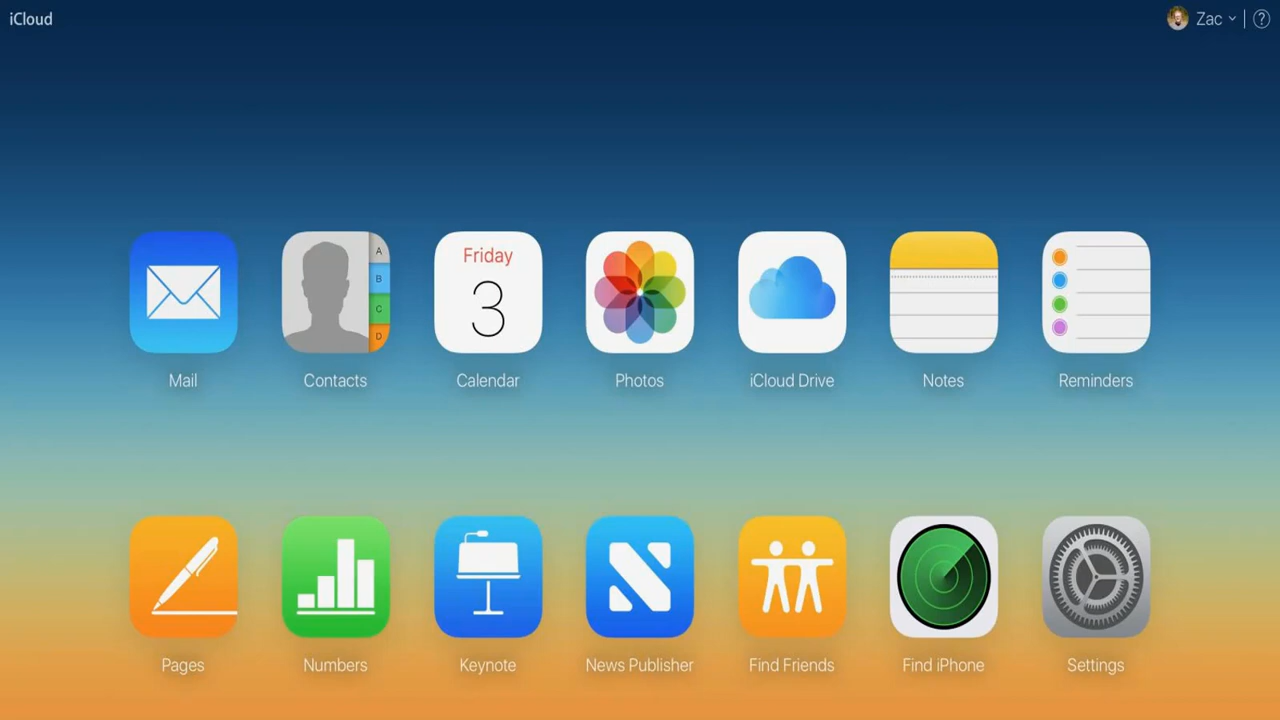 iCloud
Zac
?
Friday
3
A
B
C
D
Mail
Contacts
Calendar
Photos
iCloud Drive
Notes
Reminders
Pages
Numbers
Keynote
News Publisher
Find Friends
Find iPhone
Settings